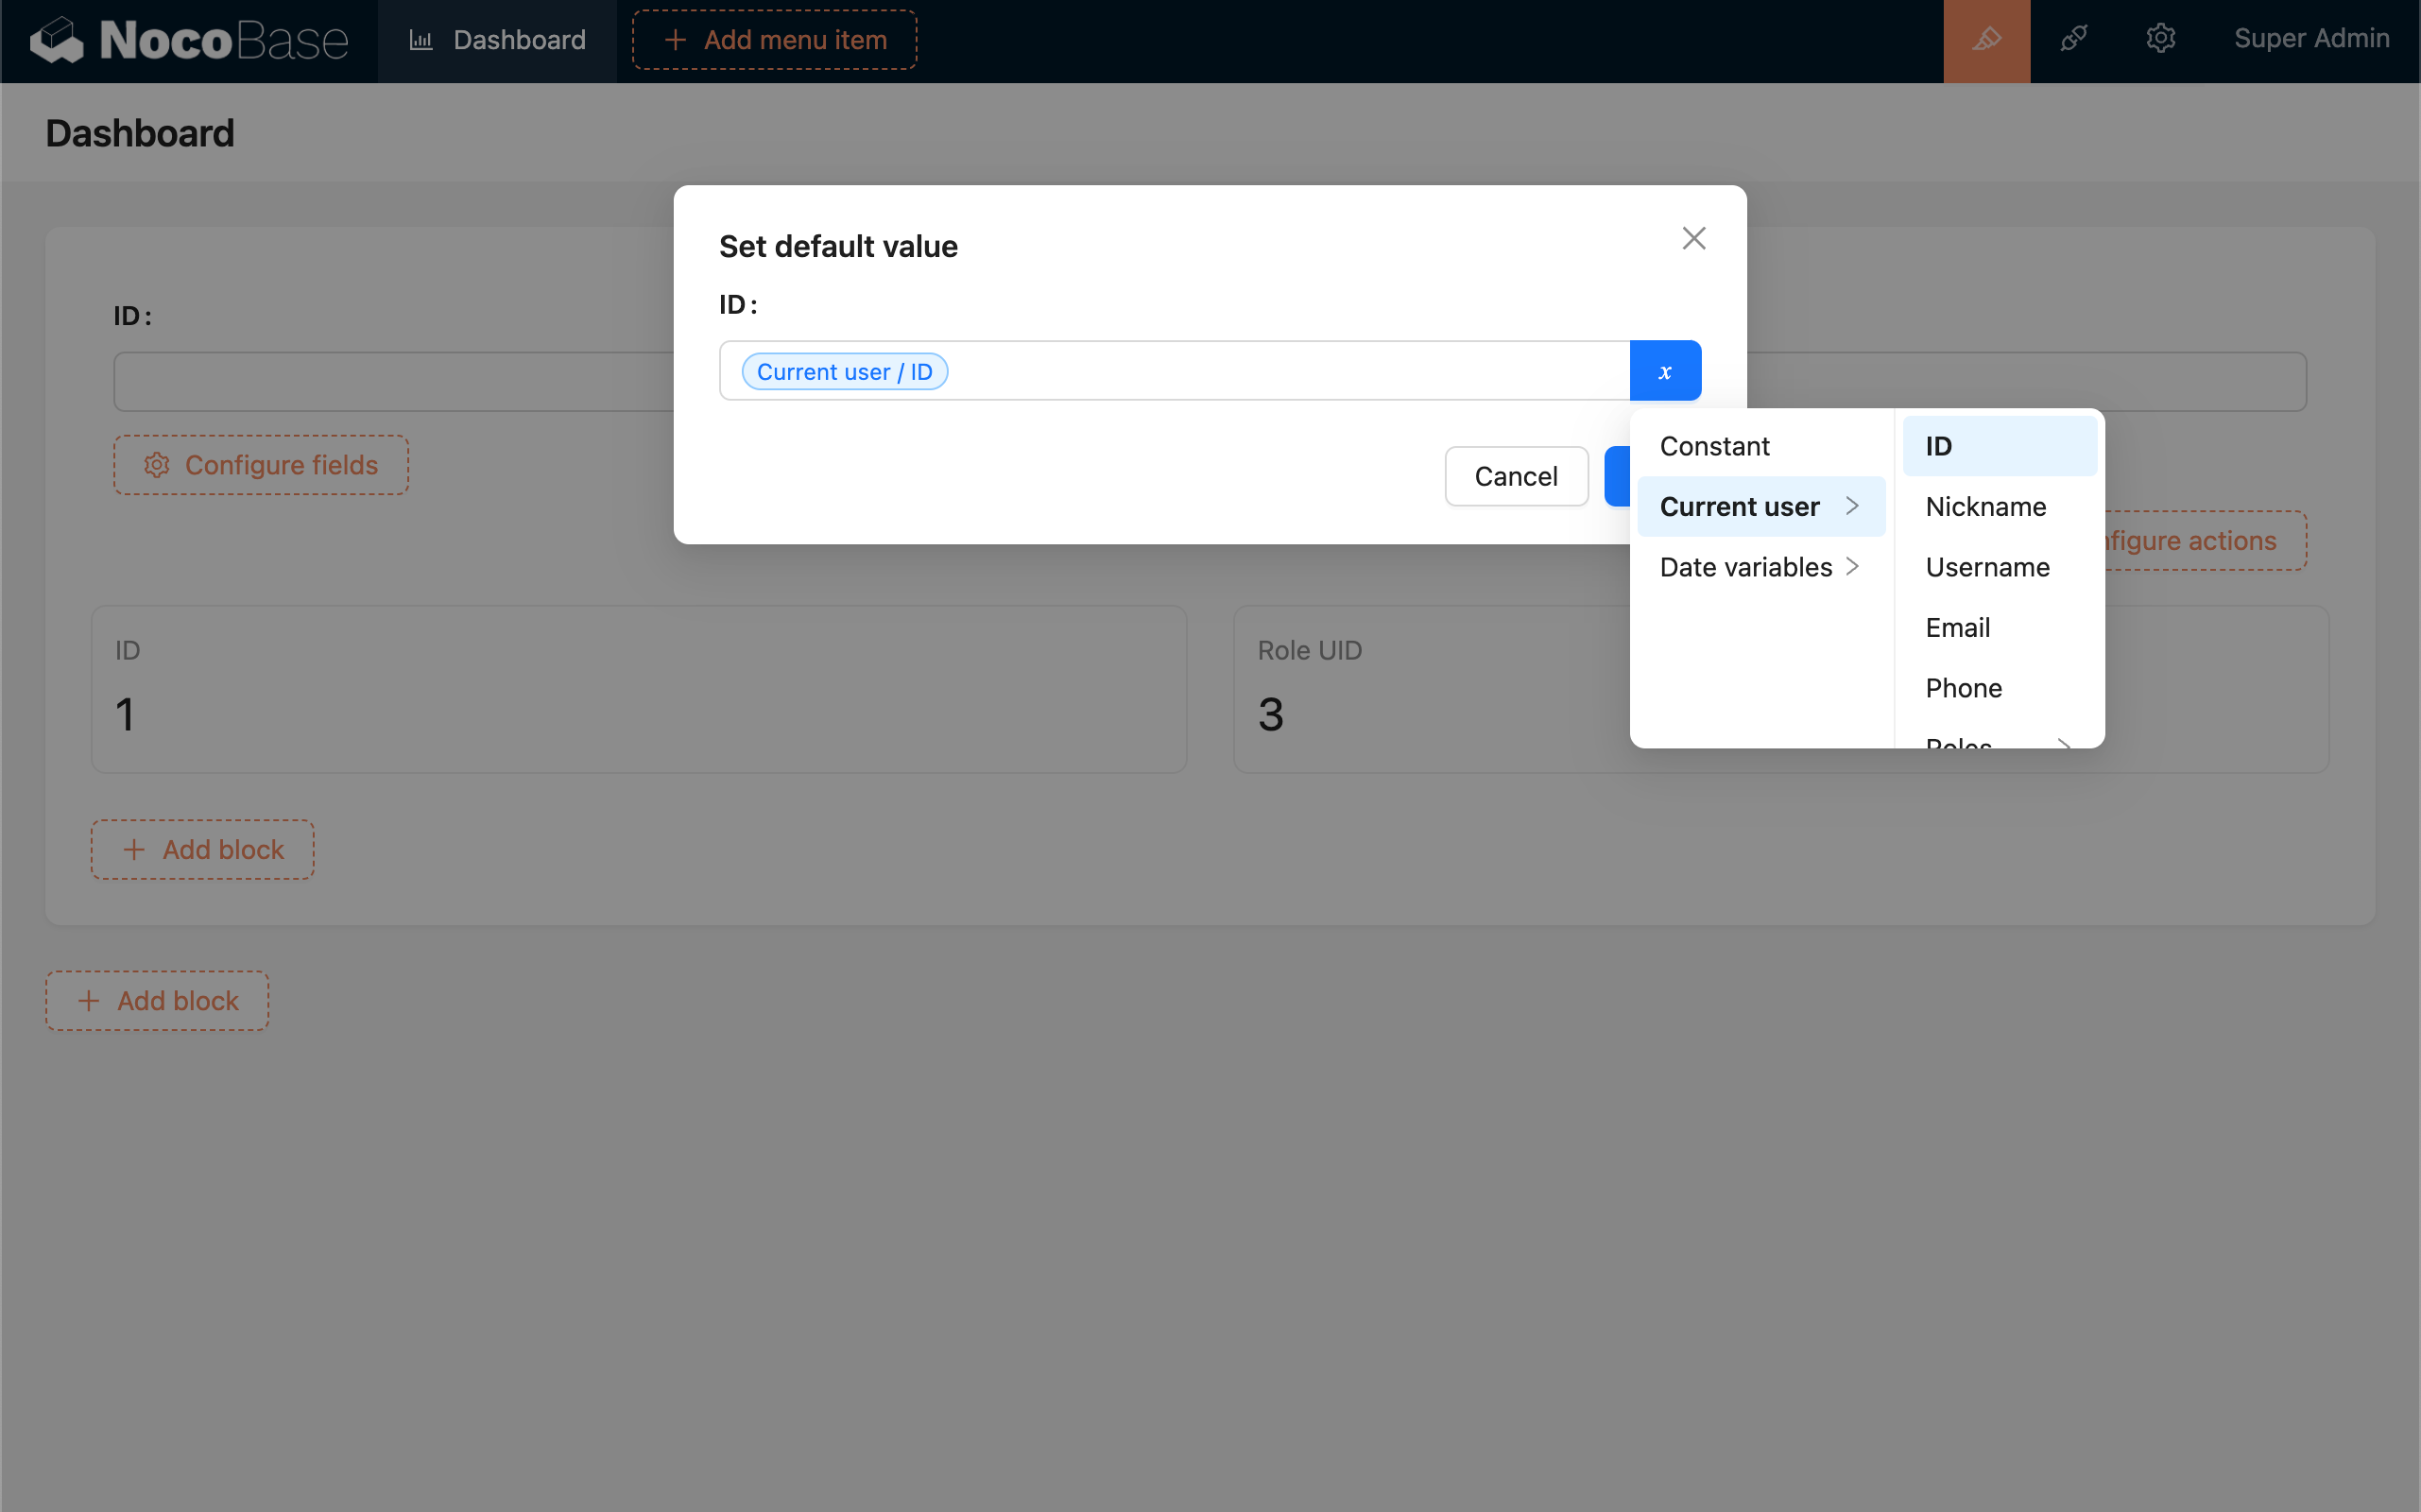 NocoBase
Dashboard
Add menu item
Super Admin
Dashboard
Set default value
ID:
ID:
Current user / ID
x
Configure fields
Cancel
Constant
Current user
Date variables
ID
Nickname
Username
Email
Phone
Roles
nfigure actions
ID
1
Role UID
3
Add block
Add block